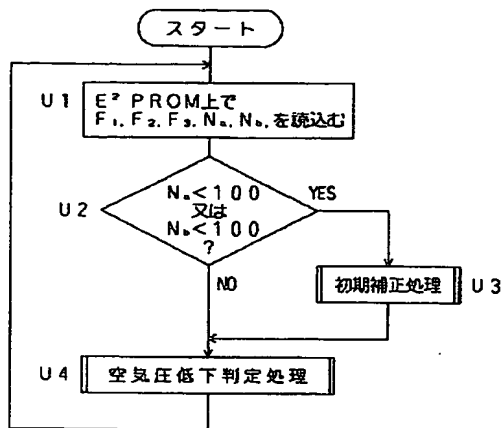 スタート
U1
E² PROM上で
F₁, F₂, F₃, Nₐ, N_b, を読込む
U2
Nₐ<100
又は
N_b<100
?
YES
NO
初期補正処理
U3
U4
空気圧低下判定処理